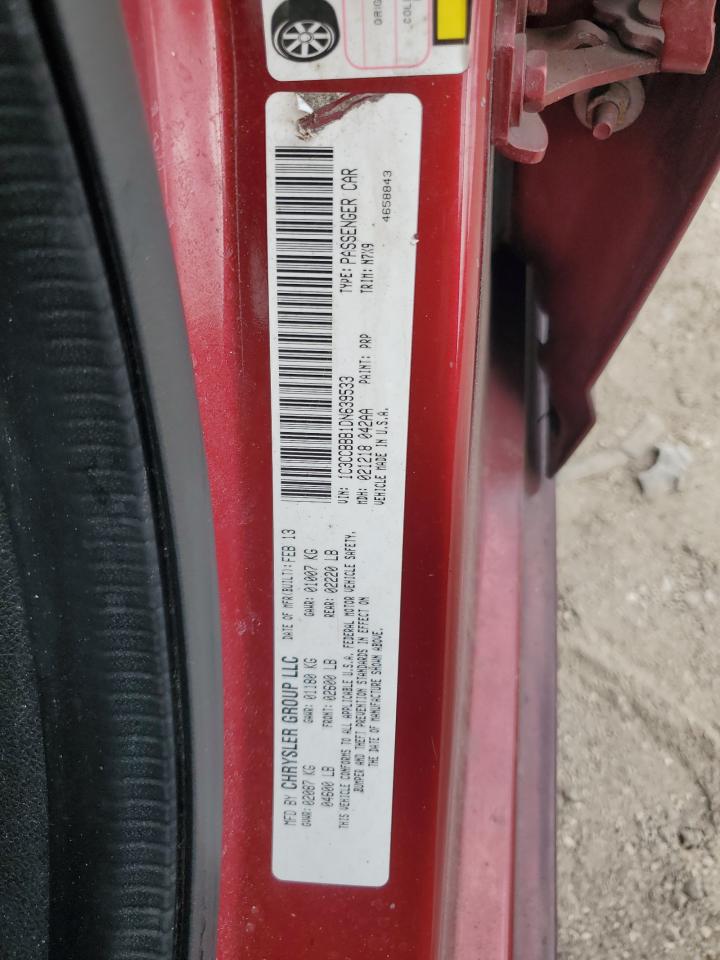 ORIG
COLD
MFD BY CHRYSLER GROUP LLC
DATE OF MFR(BUILT): FEB 13
GVWR: 02087 KG
GAWR: 01180 KG
GAWR: 01007 KG
04600 LB
FRONT: 02600 LB
REAR: 02220 LB
THIS VEHICLE CONFORMS TO ALL APPLICABLE U.S.A. FEDERAL MOTOR VEHICLE SAFETY,
BUMPER AND THEFT PREVENTION STANDARDS IN EFFECT ON
THE DATE OF MANUFACTURE SHOWN ABOVE.
VIN: 1C3CCBBB1DN639533
TYPE: PASSENGER CAR
MDH: 021218 042AA
PAINT: PRP
TRIM: M7X9
VEHICLE MADE IN U.S.A.
4658843